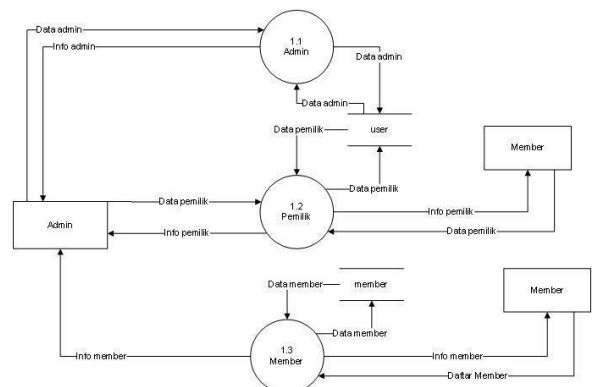 Data admin
Info admin
1.1
Admin
Data admin
Data admin
Data pemilik
user
Member
Data pemilik
1.2
Pemilik
Data pemilik
Info pemilik
Admin
Info pemilik
Data pemilik
Data member
member
Member
Data member
1.3
Member
Info member
Info member
Daftar Member